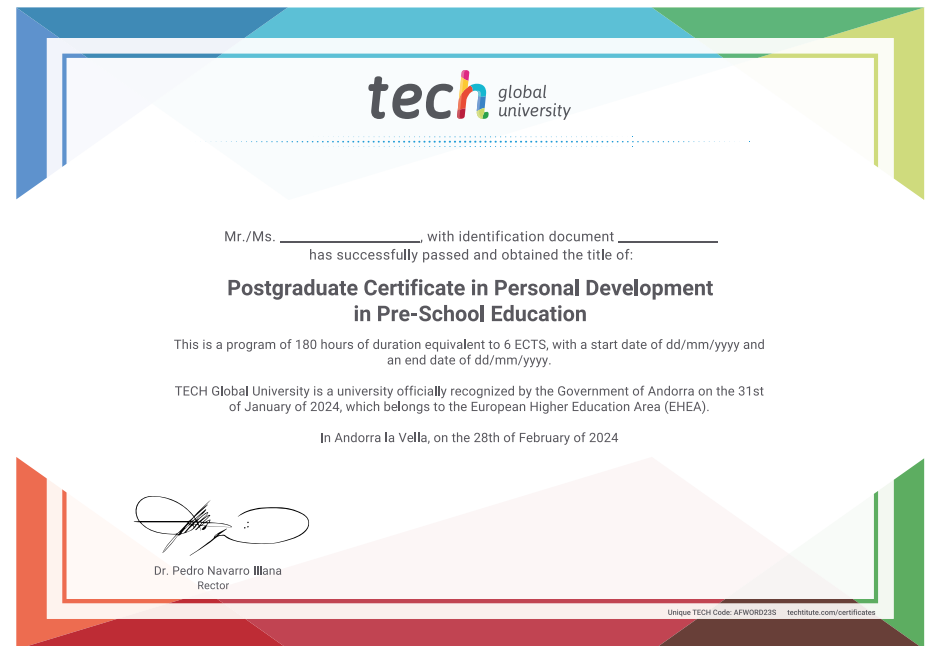 tech global
university
Mr./Ms. ____________, with identification document ____________
has successfully passed and obtained the title of:
Postgraduate Certificate in Personal Development
in Pre-School Education
This is a program of 180 hours of duration equivalent to 6 ECTS, with a start date of dd/mm/yyyy and
an end date of dd/mm/yyyy.
TECH Global University is a university officially recognized by the Government of Andorra on the 31st
of January of 2024, which belongs to the European Higher Education Area (EHEA).
In Andorra la Vella, on the 28th of February of 2024
Dr. Pedro Navarro Illana
Rector
Unique TECH Code: AFWORD23S techtitute.com/certificates